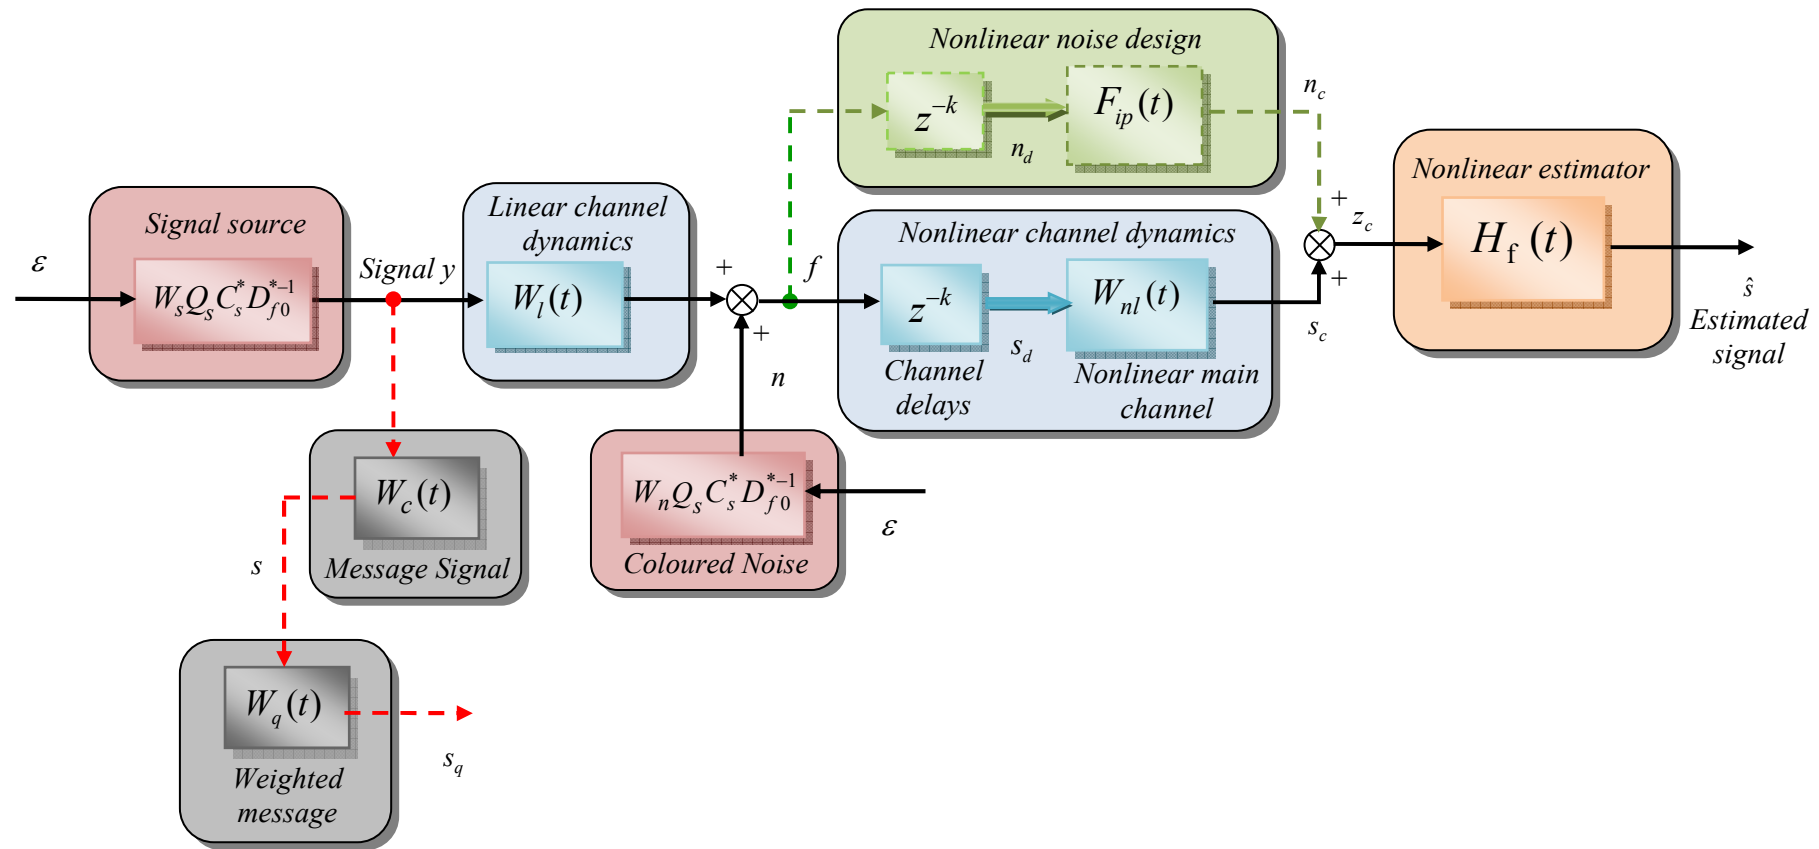 Nonlinear noise design
z^{-k}
F_{ip}(t)
n_d
n_c
Signal source
ε
W_s Q_s C_s^* D_{f0}^{*-1}
Signal y
Linear channel
dynamics
W_l(t)
+
+
f
n
Nonlinear channel dynamics
z^{-k}
W_{nl}(t)
s_d
Channel
delays
Nonlinear main
channel
s_c
+
+
z_c
Nonlinear estimator
H_f(t)
ŝ
Estimated
signal
W_c(t)
Message Signal
s
W_n Q_s C_s^* D_{f0}^{*-1}
Coloured Noise
ε
W_q(t)
Weighted
message
s_q